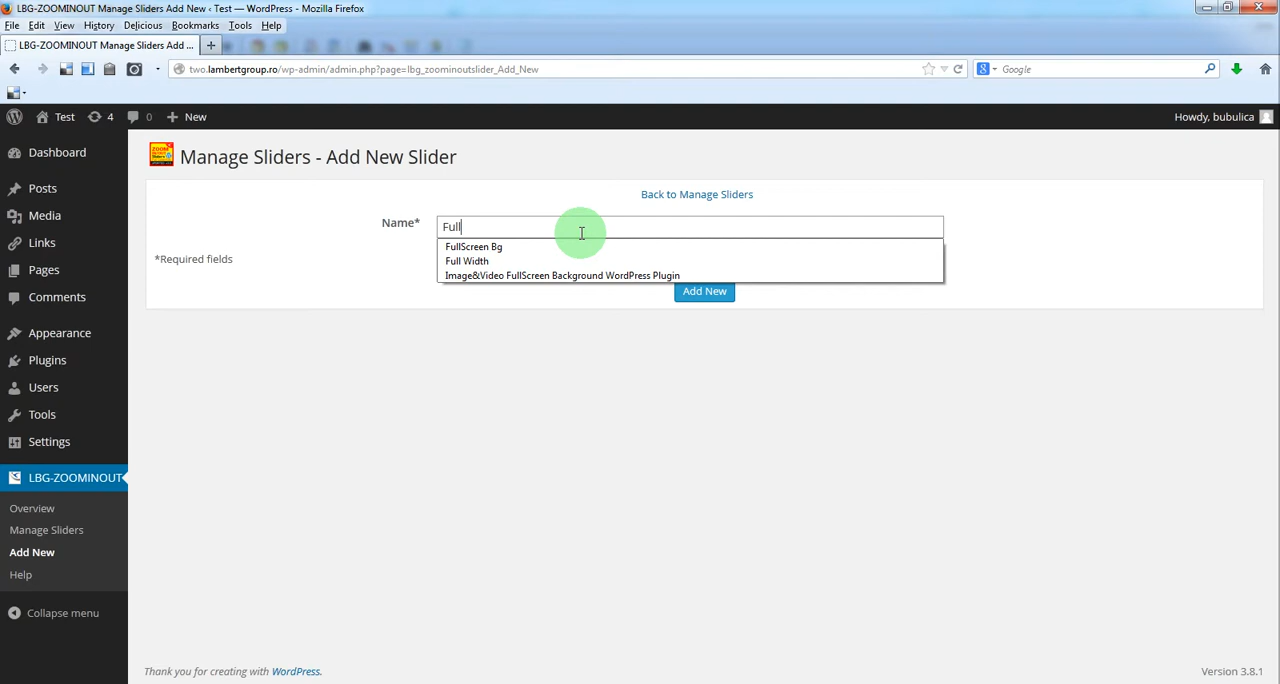 LBG-ZOOMINOUT Manage Sliders Add New ‹ Test — WordPress - Mozilla Firefox
File Edit View History Delicious Bookmarks Tools Help
LBG-ZOOMINOUT Manage Sliders Add ... +
two.lambertgroup.ro/wp-admin/admin.php?page=lbg_zoominoutslider_Add_New
Google
Test 4 0 New Howdy, bubulica
Dashboard
Posts
Media
Links
Pages
Comments
Appearance
Plugins
Users
Tools
Settings
LBG-ZOOMINOUT
Overview
Manage Sliders
Add New
Help
Collapse menu
Manage Sliders - Add New Slider
Back to Manage Sliders
Name* Full
FullScreen Bg
Full Width
Image&Video FullScreen Background WordPress Plugin
*Required fields
Add New
Thank you for creating with WordPress. Version 3.8.1